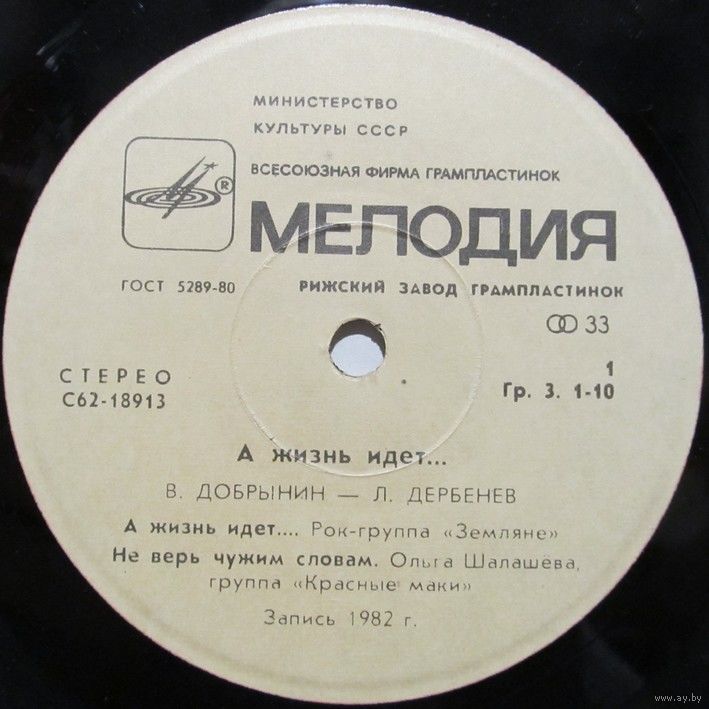 МИНИСТЕРСТВО
КУЛЬТУРЫ СССР
ВСЕСОЮЗНАЯ ФИРМА ГРАМПЛАСТИНОК
®
МЕЛОДИЯ
ГОСТ 5289-80
РИЖСКИЙ ЗАВОД ГРАМПЛАСТИНОК
33
СТЕРЕО
С62-18913
1
Гр. 3. 1-10
А жизнь идет...
В. ДОБРЫНИН — Л. ДЕРБЕНЕВ
А жизнь идет.... Рок-группа «Земляне»
Не верь чужим словам. Ольга Шалашева,
группа «Красные маки»
Запись 1982 г.
www.ay.by